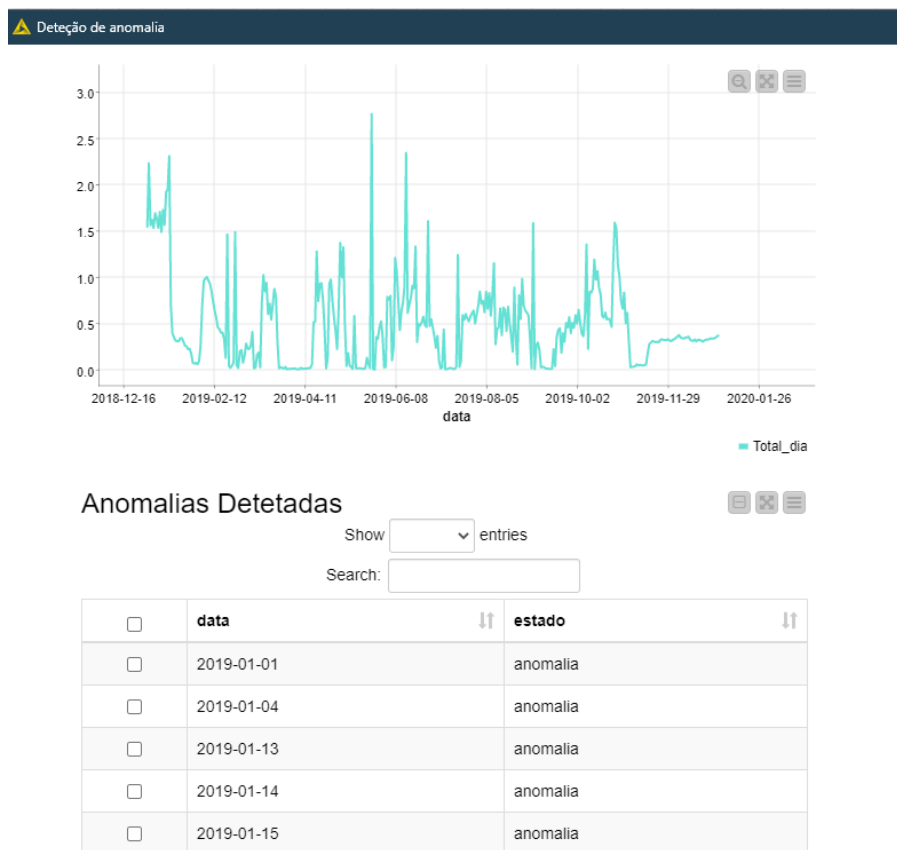 Deteção de anomalia
3.0
2.5
2.0
1.5
1.0
0.5
0.0
2018-12-16 2019-02-12 2019-04-11 2019-06-08 2019-08-05 2019-10-02 2019-11-29 2020-01-26
data
Total_dia
Anomalias Detetadas
Show entries
Search:
data estado
2019-01-01 anomalia
2019-01-04 anomalia
2019-01-13 anomalia
2019-01-14 anomalia
2019-01-15 anomalia